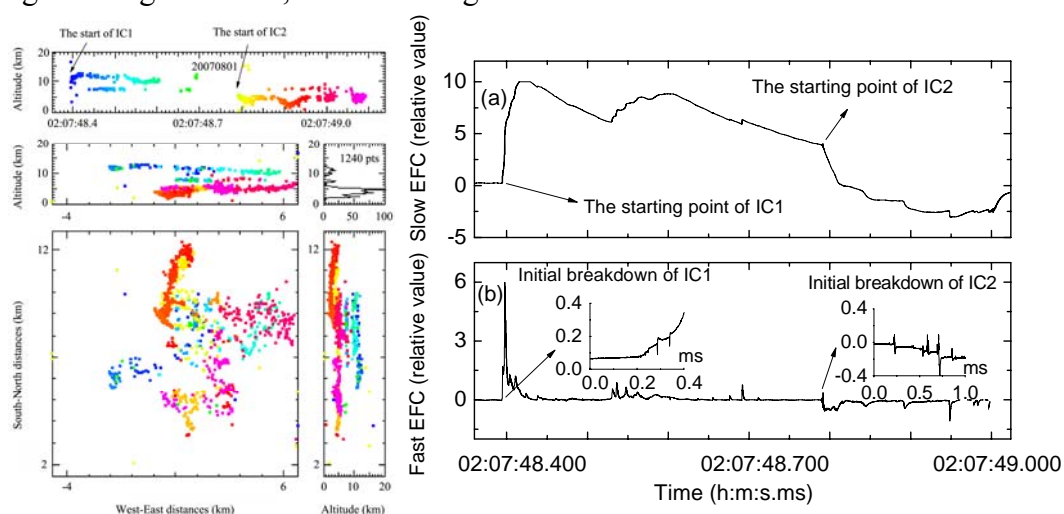 The start of IC1
The start of IC2
20070801
Altitude (km)
20
10
0
02:07:48.4
02:07:48.7
02:07:49.0
Altitude (km)
20
10
0
-4
6
1240 pts
0
50
100
South-North distances (km)
12
2
-4
6
West-East distances (km)
12
2
0
10
20
Altitude (km)
Slow EFC (relative value)
10
5
0
-5
(a)
The starting point of IC2
The starting point of IC1
Fast EFC (relative value)
6
3
0
(b)
Initial breakdown of IC1
0.4
0.2
0.0
ms
0.0
0.2
0.4
Initial breakdown of IC2
0.4
0.0
-0.4
ms
0.0
0.5
1.0
02:07:48.400
02:07:48.700
02:07:49.000
Time (h:m:s.ms)